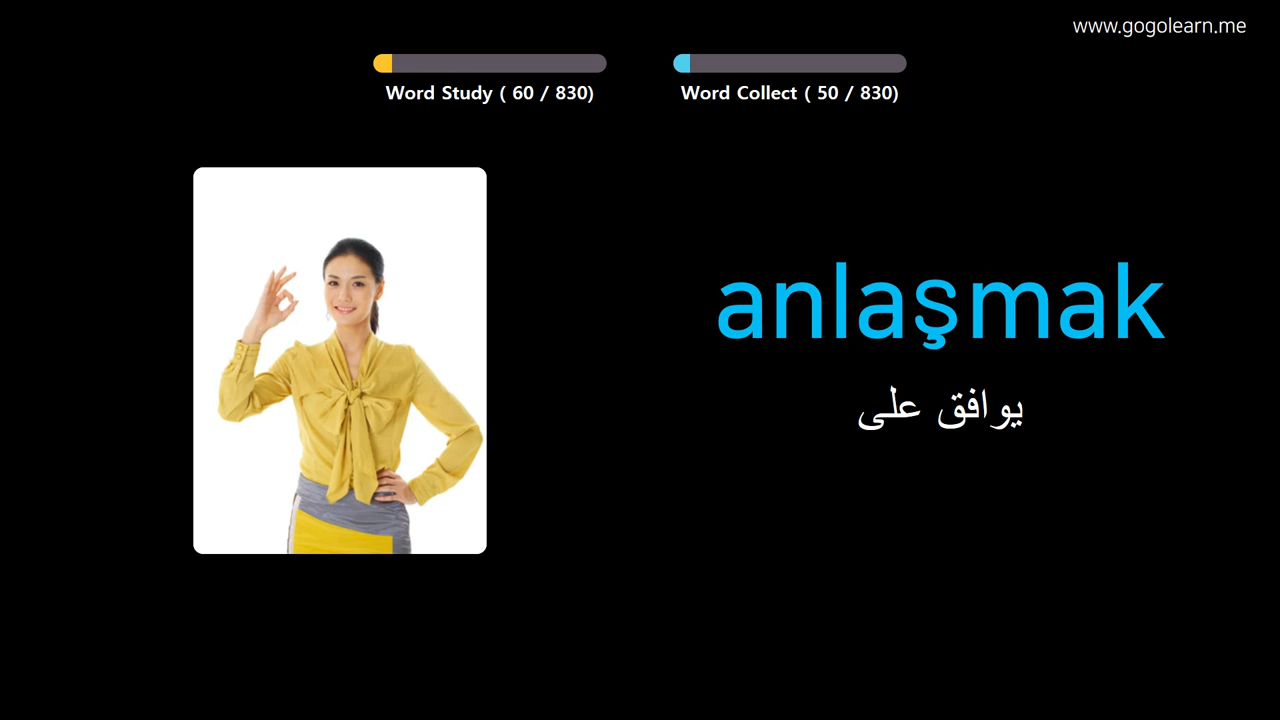 www.gogolearn.me
Word Study ( 60 / 830)
Word Collect ( 50 / 830)
anlaşmak
يوافق على